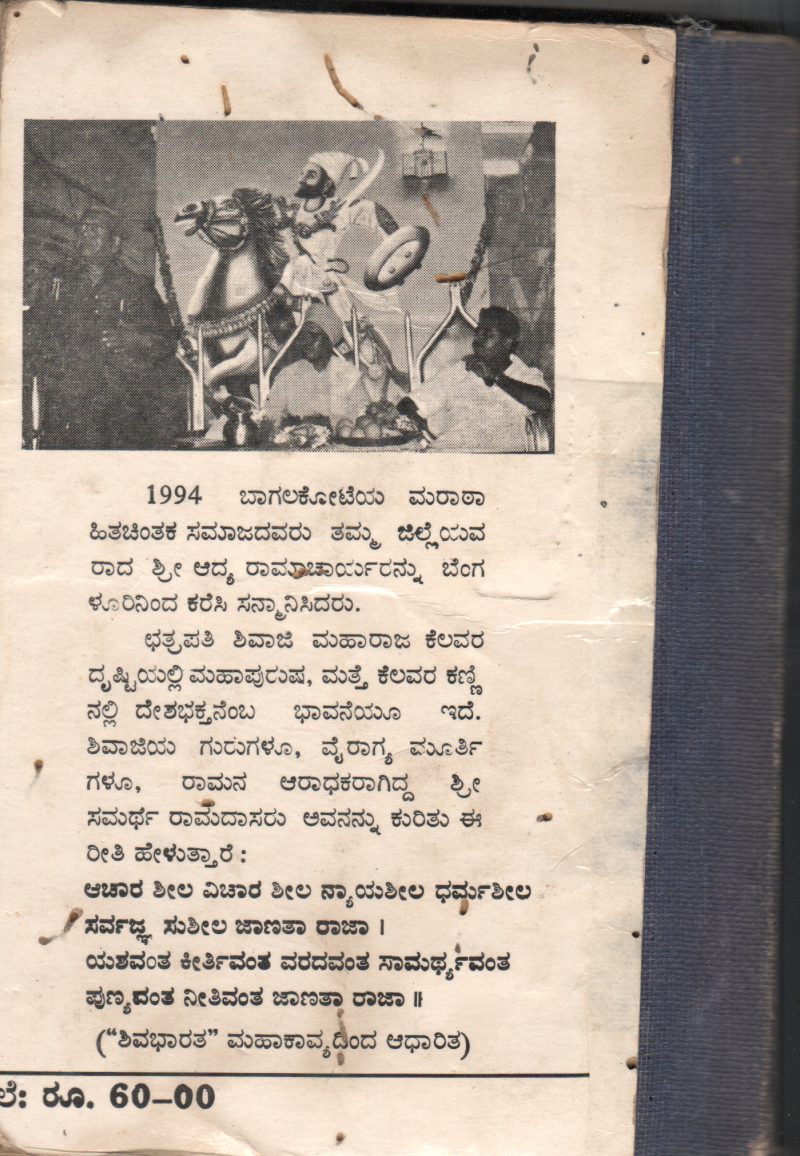 1994 ಬಾಗಲಕೋಟೆಯ ಮರಾಠಾ
ಹಿತಚಿಂತಕ ಸಮಾಜದವರು ತಮ್ಮ ಜಿಲ್ಲೆಯವ
ರಾದ ಶ್ರೀ ಆದ್ಯ ರಾಮಾಚಾರ್ಯರನ್ನು ಬೆಂಗ
ಳೂರಿನಿಂದ ಕರೆಸಿ ಸನ್ಮಾನಿಸಿದರು.
ಛತ್ರಪತಿ ಶಿವಾಜಿ ಮಹಾರಾಜ ಕೆಲವರ
ದೃಷ್ಟಿಯಲ್ಲಿ ಮಹಾಪುರುಷ, ಮತ್ತೆ ಕೆಲವರ ಕಣ್ಣಿ
ನಲ್ಲಿ ದೇಶಭಕ್ತನೆಂಬ ಭಾವನೆಯೂ ಇದೆ.
ಶಿವಾಜಿಯ ಗುರುಗಳೂ, ವೈರಾಗ್ಯ ಮೂರ್ತಿ
ಗಳೂ, ರಾಮನ ಆರಾಧಕರಾಗಿದ್ದ ಶ್ರೀ
ಸಮರ್ಥ ರಾಮದಾಸರು ಅವನನ್ನು ಕುರಿತು ಈ
ರೀತಿ ಹೇಳುತ್ತಾರೆ :
ಆಚಾರ ಶೀಲ ವಿಚಾರ ಶೀಲ ನ್ಯಾಯಶೀಲ ಧರ್ಮಶೀಲ
ಸರ್ವಜ್ಞ ಸುಶೀಲ ಜಾಣತಾ ರಾಜಾ ।
ಯಶವಂತ ಕೀರ್ತಿವಂತ ವರದವಂತ ಸಾಮರ್ಥ್ಯವಂತ
ಪುಣ್ಯವಂತ ನೀತಿವಂತ ಜಾಣತಾ ರಾಜಾ ॥
(“ಶಿವಭಾರತ” ಮಹಾಕಾವ್ಯದಿಂದ ಆಧಾರಿತ)
ಲೆ: ರೂ. 60–00